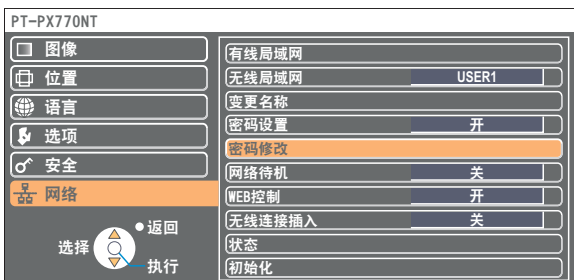 PT-PX770NT
图像
位置
语言
选项
安全
网络
返回
选择
执行
有线局域网
无线局域网 USER1
变更名称
密码设置 开
密码修改
网络待机 关
WEB控制 开
无线连接插入 关
状态
初始化